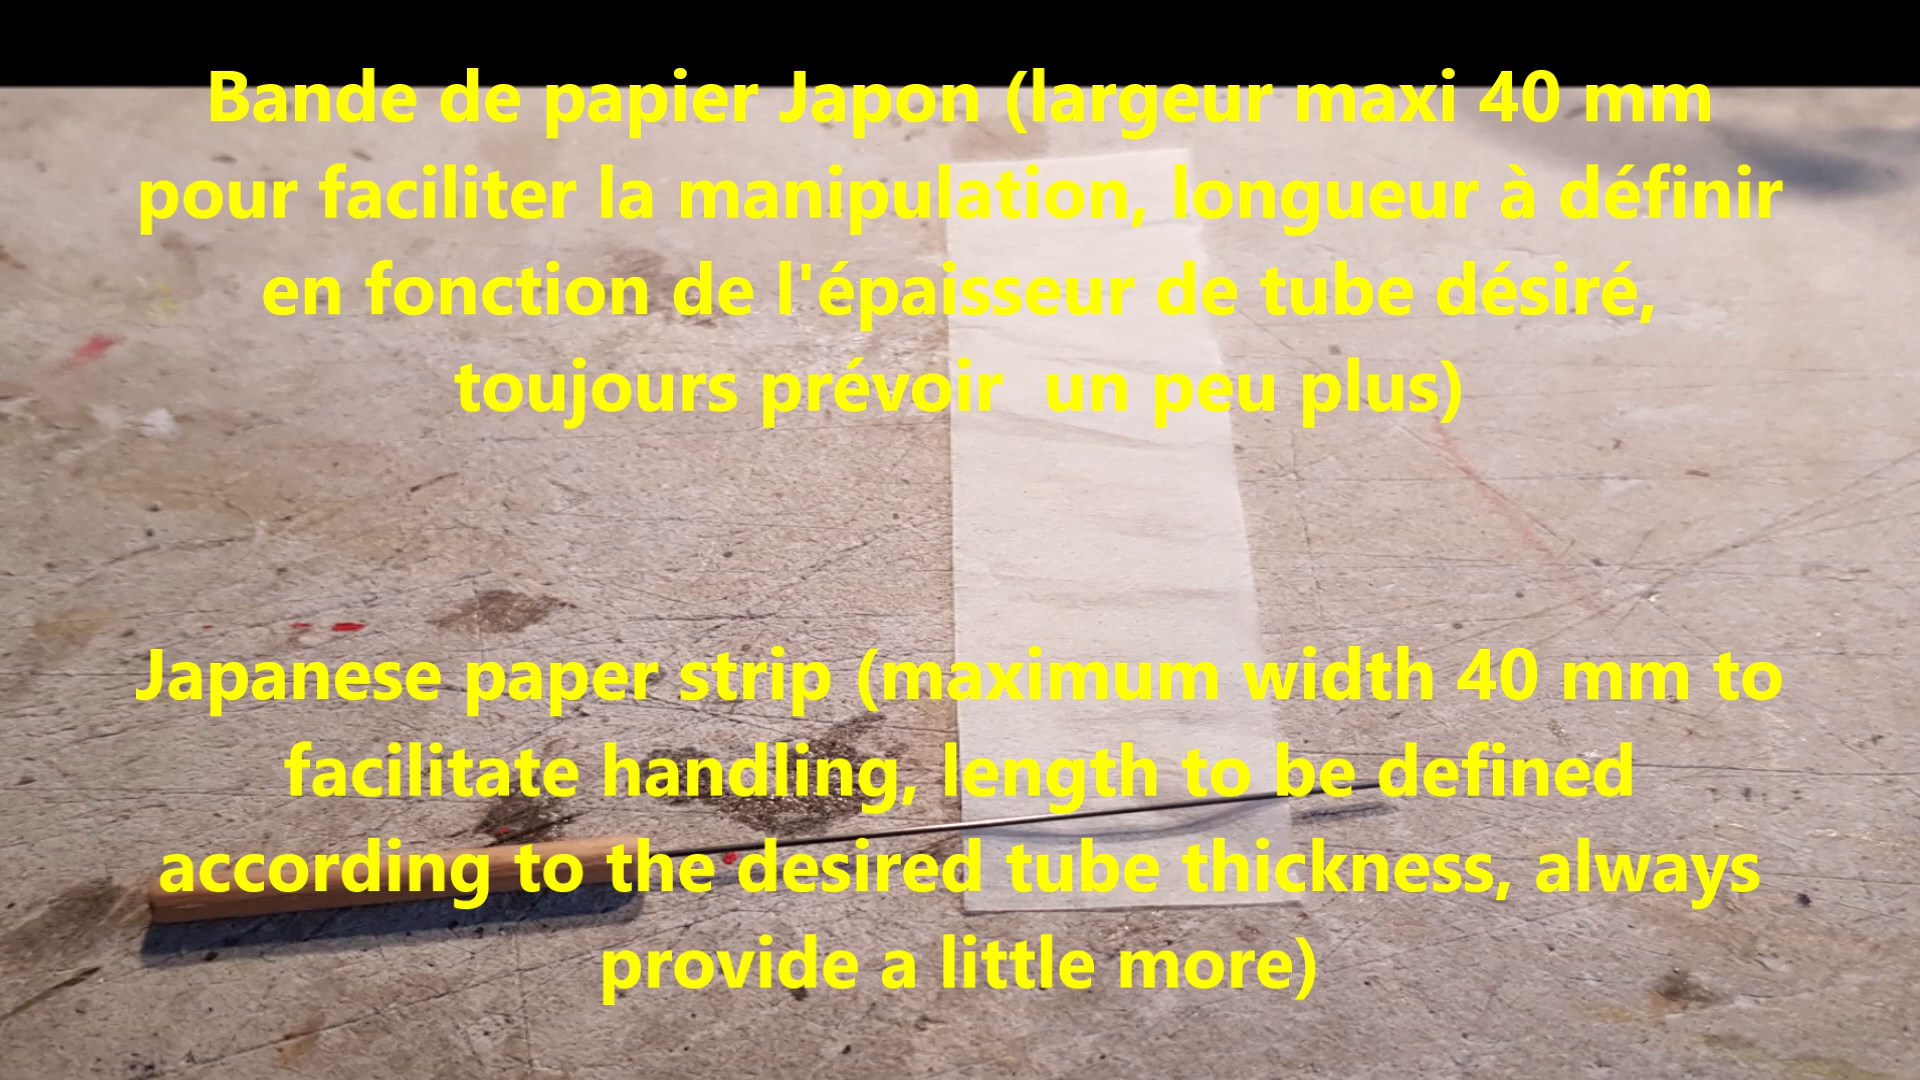 Bande de papier Japon (largeur maxi 40 mm
pour faciliter la manipulation, longueur à définir
en fonction de l'épaisseur de tube désiré,
toujours prévoir  un peu plus)
Japanese paper strip (maximum width 40 mm to
facilitate handling, length to be defined
according to the desired tube thickness, always
provide a little more)